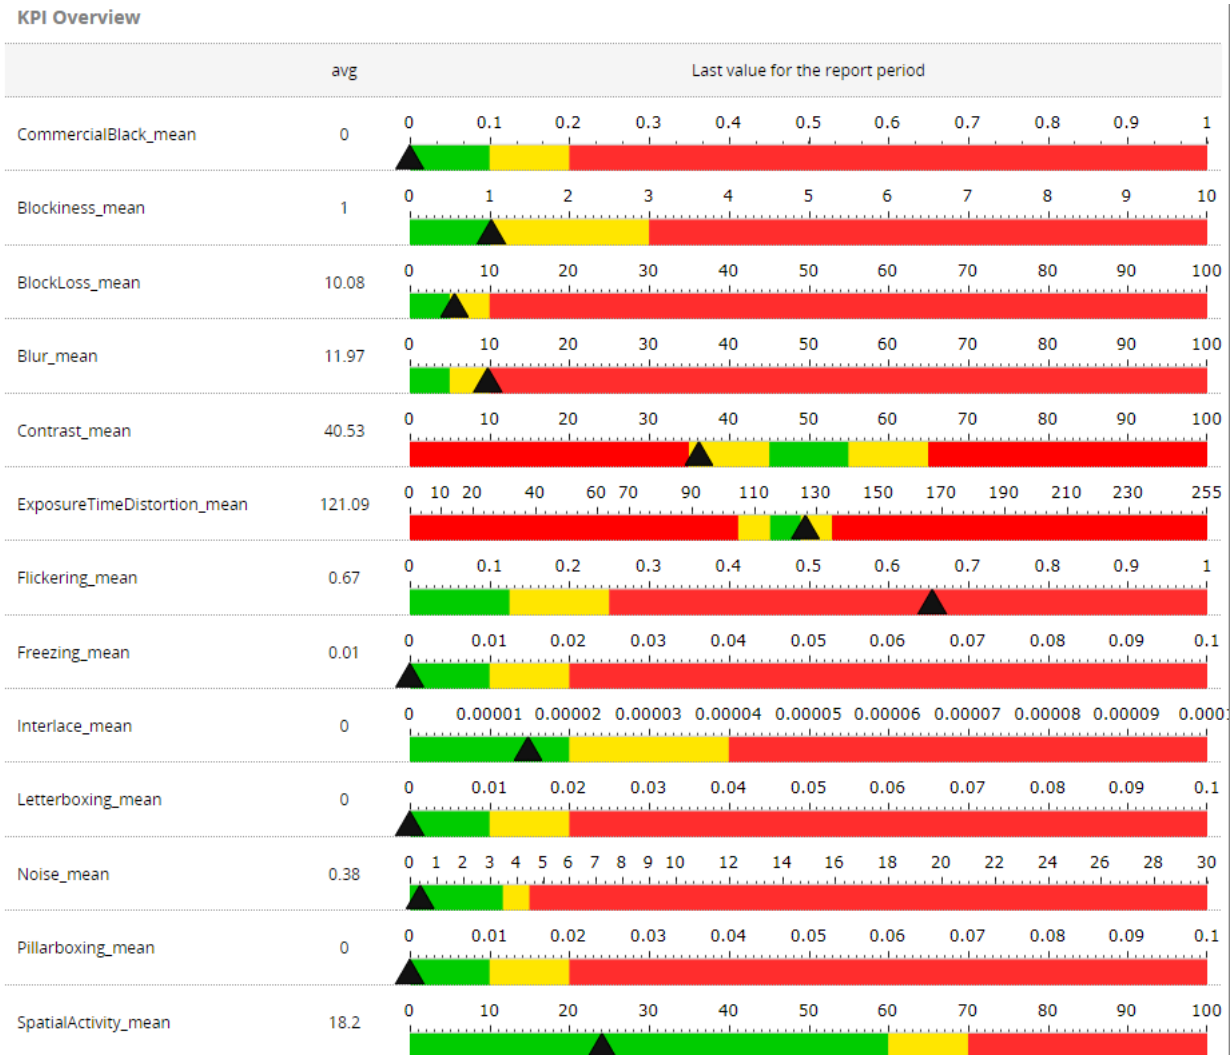 KPI Overview
avg Last value for the report period
0 0.1 0.2 0.3 0.4 0.5 0.6 0.7 0.8 0.9 1
CommercialBlack_mean 0
0 1 2 3 4 5 6 7 8 9 10
Blockiness_mean 1
0 10 20 30 40 50 60 70 80 90 100
BlockLoss_mean 10.08
0 10 20 30 40 50 60 70 80 90 100
Blur_mean 11.97
0 10 20 30 40 50 60 70 80 90 100
Contrast_mean 40.53
0 10 20 40 60 70 90 110 130 150 170 190 210 230 255
ExposureTimeDistortion_mean 121.09
0 0.1 0.2 0.3 0.4 0.5 0.6 0.7 0.8 0.9 1
Flickering_mean 0.67
0 0.01 0.02 0.03 0.04 0.05 0.06 0.07 0.08 0.09 0.1
Freezing_mean 0.01
0 0.00001 0.00002 0.00003 0.00004 0.00005 0.00006 0.00007 0.00008 0.00009
Interlace_mean 0
0 0.01 0.02 0.03 0.04 0.05 0.06 0.07 0.08 0.09 0.1
Letterboxing_mean 0
0 1 2 3 4 5 6 7 8 9 10 12 14 16 18 20 22 24 26 28 30
Noise_mean 0.38
0 0.01 0.02 0.03 0.04 0.05 0.06 0.07 0.08 0.09 0.1
Pillarboxing_mean 0
0 10 20 30 40 50 60 70 80 90 100
SpatialActivity_mean 18.2